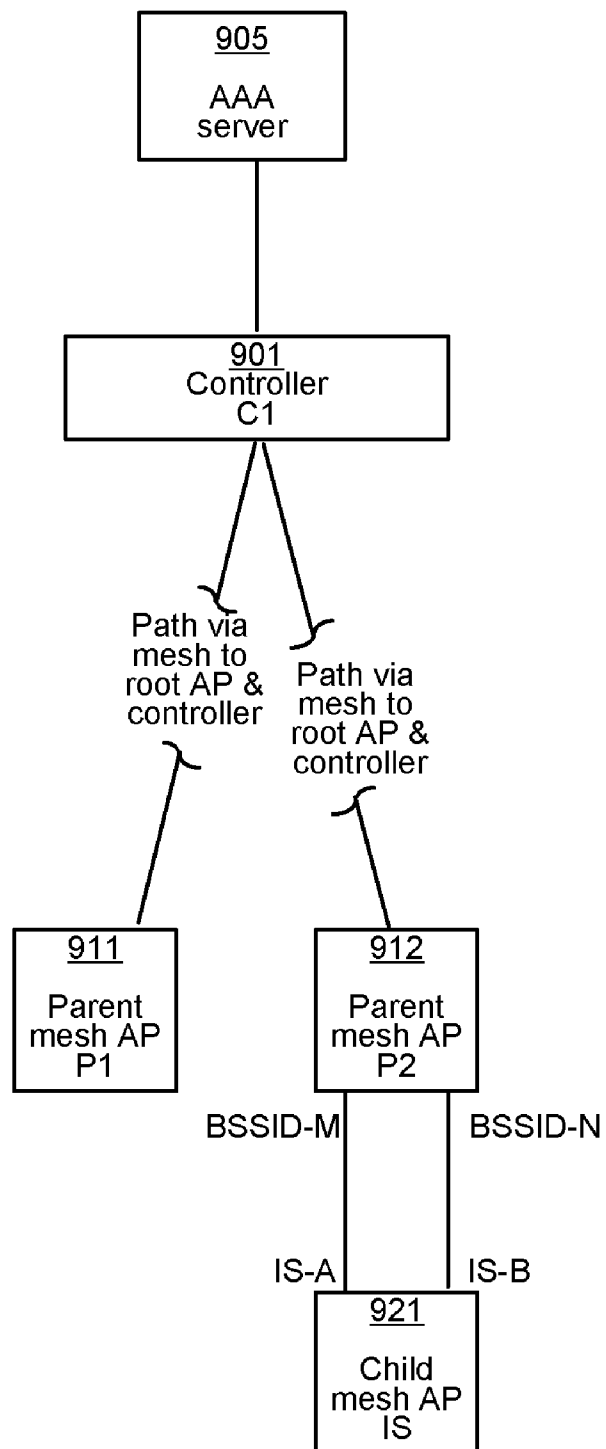 905
AAA
server
901
Controller
C1
Path via
mesh to
root AP &
controller
Path via
mesh to
root AP &
controller
911
Parent
mesh AP
P1
912
Parent
mesh AP
P2
BSSID-M
BSSID-N
IS-A
IS-B
921
Child
mesh AP
IS